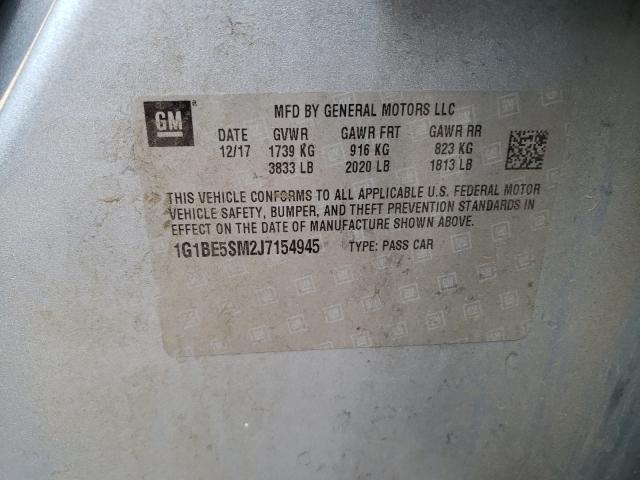 GM®
MFD BY GENERAL MOTORS LLC
DATE GVWR GAWR FRT GAWR RR
12/17 1739 KG 916 KG 823 KG
3833 LB 2020 LB 1813 LB
THIS VEHICLE CONFORMS TO ALL APPLICABLE U.S. FEDERAL MOTOR
VEHICLE SAFETY, BUMPER, AND THEFT PREVENTION STANDARDS IN
EFFECT ON THE DATE OF MANUFACTURE SHOWN ABOVE.
1G1BE5SM2J7154945 TYPE: PASS CAR